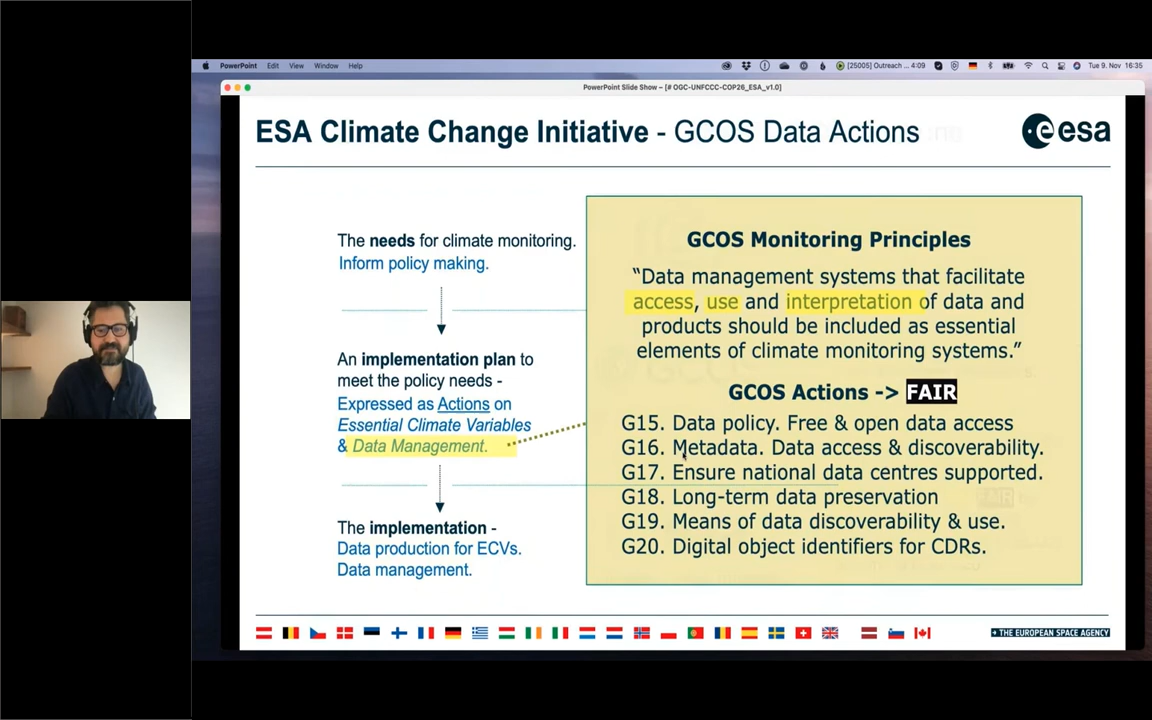 PowerPoint Edit View Window Help
[25005] Outreach ... 4:09 Tue 9. Nov 16:35
PowerPoint Slide Show – [# OGC-UNFCCC-COP26_ESA_v1.0]
ESA Climate Change Initiative - GCOS Data Actions
esa
The needs for climate monitoring.
Inform policy making.
An implementation plan to
meet the policy needs -
Expressed as Actions on
Essential Climate Variables
& Data Management.
The implementation -
Data production for ECVs.
Data management.
GCOS Monitoring Principles
“Data management systems that facilitate
access, use and interpretation of data and
products should be included as essential
elements of climate monitoring systems.”
GCOS Actions -> FAIR
G15. Data policy. Free & open data access
G16. Metadata. Data access & discoverability.
G17. Ensure national data centres supported.
G18. Long-term data preservation
G19. Means of data discoverability & use.
G20. Digital object identifiers for CDRs.
→ THE EUROPEAN SPACE AGENCY